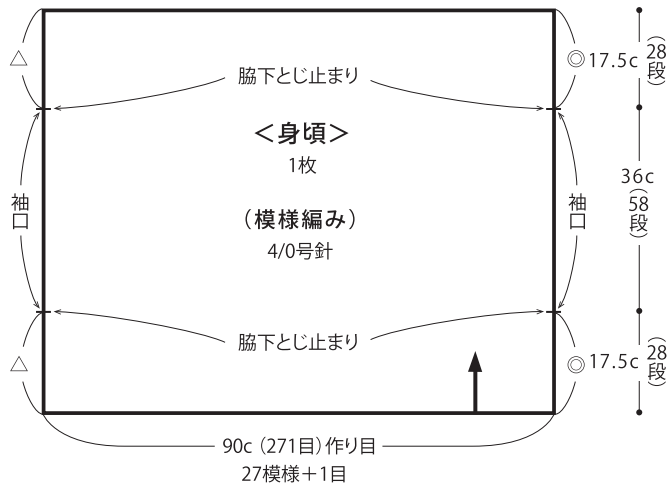 △
脇下とじ止まり
◎ 17.5c (28段)
＜身頃＞
1枚
袖口
(模様編み)
4/0号針
袖口
36c (58段)
△
脇下とじ止まり
◎ 17.5c (28段)
90c (271目) 作り目
27模様＋1目